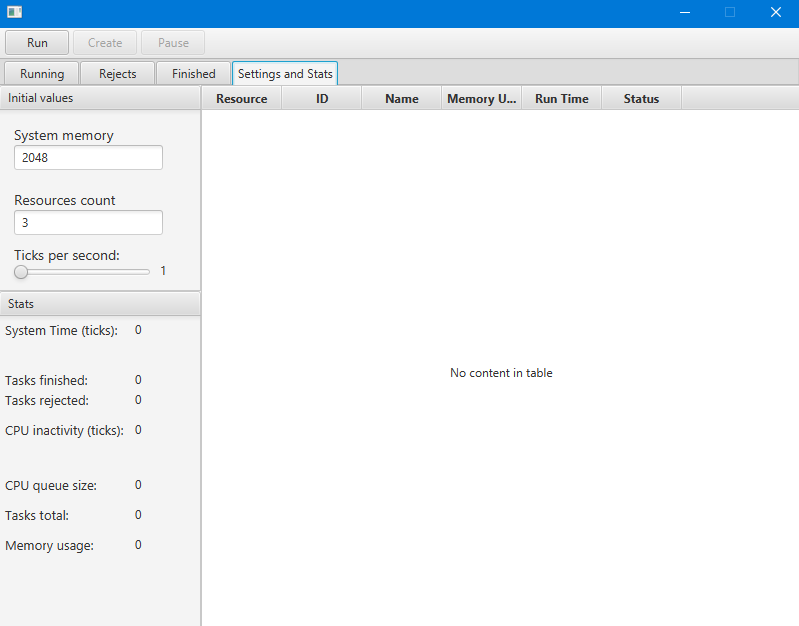 Run Create Pause
Running Rejects Finished Settings and Stats
Initial values
Resource ID Name Memory U... Run Time Status
System memory
2048
Resources count
3
Ticks per second:
1
Stats
System Time (ticks): 0
Tasks finished: 0
Tasks rejected: 0
CPU inactivity (ticks): 0
CPU queue size: 0
Tasks total: 0
Memory usage: 0
No content in table